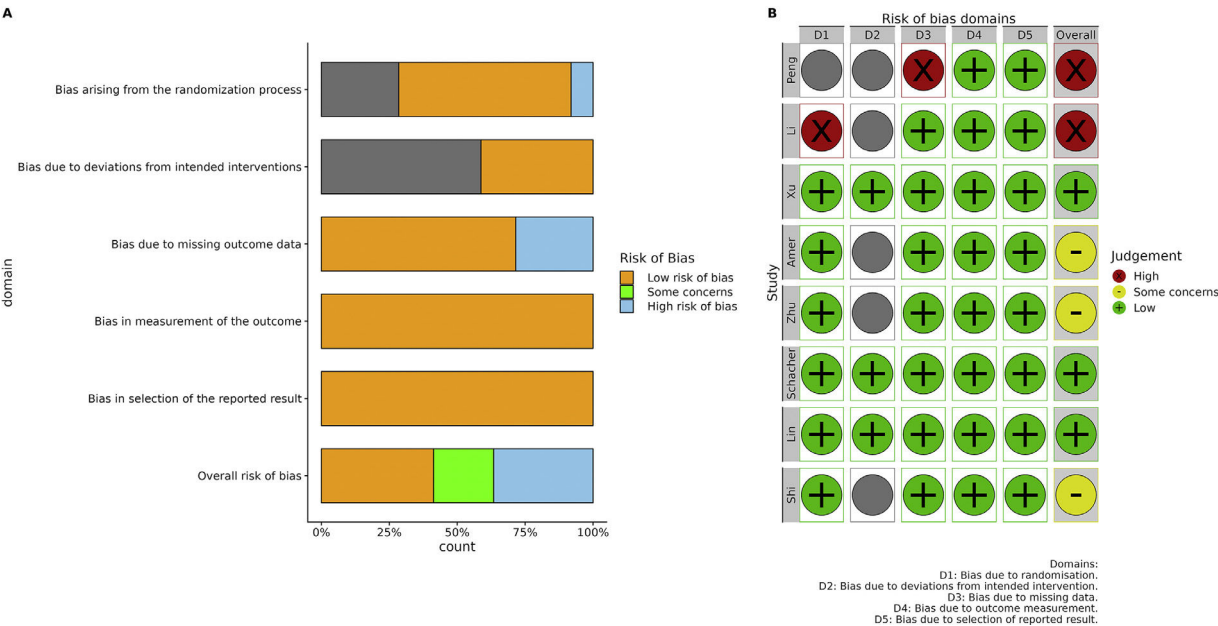 A
Bias arising from the randomization process
Bias due to deviations from intended interventions
Bias due to missing outcome data
Bias in measurement of the outcome
Bias in selection of the reported result
Overall risk of bias
domain
0%
25%
50%
75%
100%
count
Risk of Bias
Low risk of bias
Some concerns
High risk of bias
B
Risk of bias domains
D1 D2 D3 D4 D5 Overall
Study
Peng
X
+
+
X
Li
X
+
+
+
X
Xu
+
+
+
+
+
+
Amer
+
+
+
+
-
Zhu
+
+
+
+
-
Schacher
+
+
+
+
+
+
Lin
+
+
+
+
+
+
Shi
+
+
+
+
-
Judgement
X High
- Some concerns
+ Low
Domains:
D1: Bias due to randomisation.
D2: Bias due to deviations from intended intervention.
D3: Bias due to missing data.
D4: Bias due to outcome measurement.
D5: Bias due to selection of reported result.